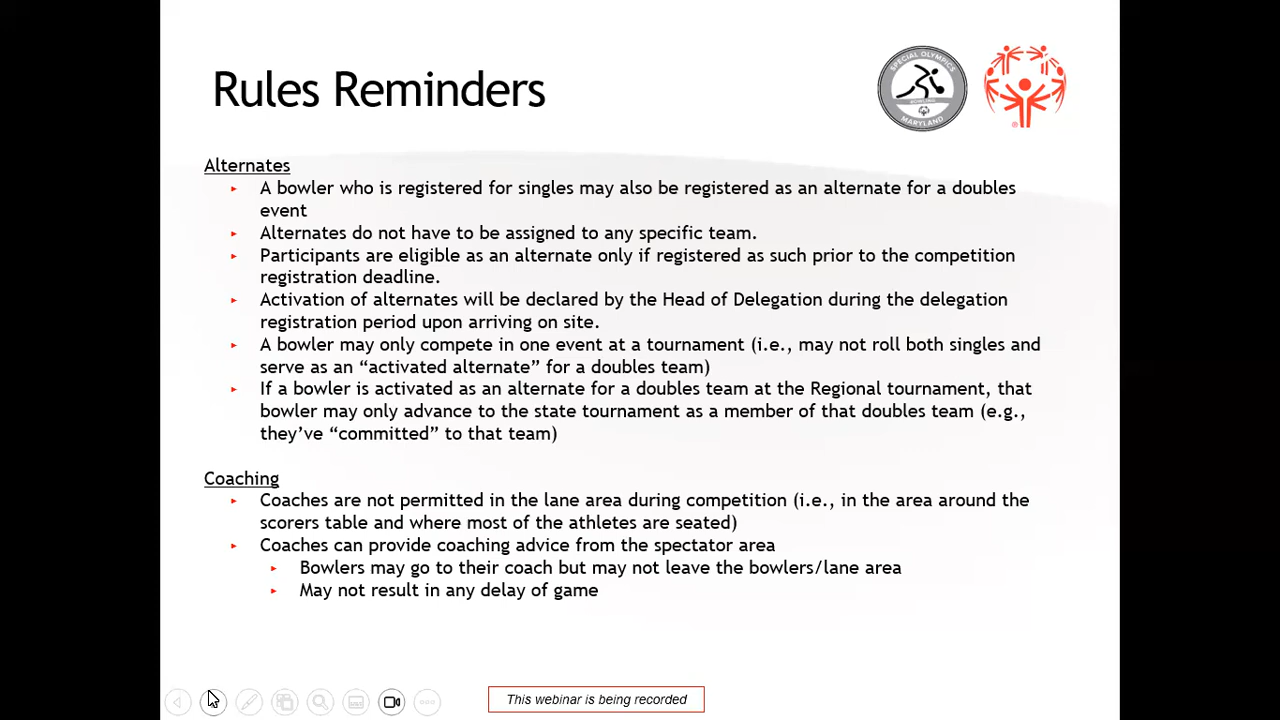 Rules Reminders
SPECIAL OLYMPICS
BOWLING
MARYLAND
Alternates
A bowler who is registered for singles may also be registered as an alternate for a doubles
event
Alternates do not have to be assigned to any specific team.
Participants are eligible as an alternate only if registered as such prior to the competition
registration deadline.
Activation of alternates will be declared by the Head of Delegation during the delegation
registration period upon arriving on site.
A bowler may only compete in one event at a tournament (i.e., may not roll both singles and
serve as an “activated alternate” for a doubles team)
If a bowler is activated as an alternate for a doubles team at the Regional tournament, that
bowler may only advance to the state tournament as a member of that doubles team (e.g.,
they’ve “committed” to that team)
Coaching
Coaches are not permitted in the lane area during competition (i.e., in the area around the
scorers table and where most of the athletes are seated)
Coaches can provide coaching advice from the spectator area
Bowlers may go to their coach but may not leave the bowlers/lane area
May not result in any delay of game
This webinar is being recorded